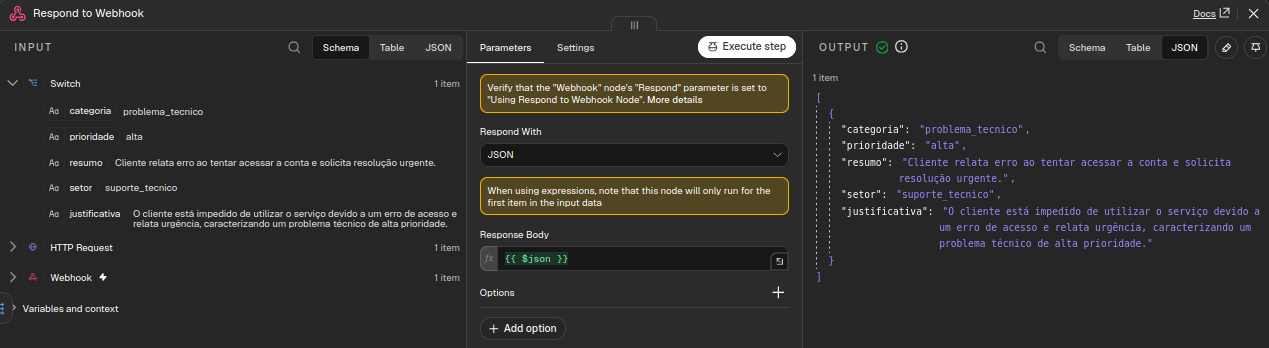 Respond to Webhook
Docs
INPUT
Schema
Table
JSON
Switch
1 item
categoria problema_tecnico
prioridade alta
resumo Cliente relata erro ao tentar acessar a conta e solicita resolução urgente.
setor suporte_tecnico
justificativa O cliente está impedido de utilizar o serviço devido a um erro de acesso e
relata urgência, caracterizando um problema técnico de alta prioridade.
HTTP Request
1 item
Webhook
1 item
Variables and context
Parameters
Settings
Execute step
Verify that the "Webhook" node's "Respond" parameter is set to
"Using Respond to Webhook Node". More details
Respond With
JSON
When using expressions, note that this node will only run for the
first item in the input data
Response Body
fx {{ $json }}
Options
Add option
OUTPUT
Schema
Table
JSON
1 item
[
{
"categoria": "problema_tecnico",
"prioridade": "alta",
"resumo": "Cliente relata erro ao tentar acessar a conta e solicita
resolução urgente.",
"setor": "suporte_tecnico",
"justificativa": "O cliente está impedido de utilizar o serviço devido a
um erro de acesso e relata urgência, caracterizando um
problema técnico de alta prioridade."
}
]